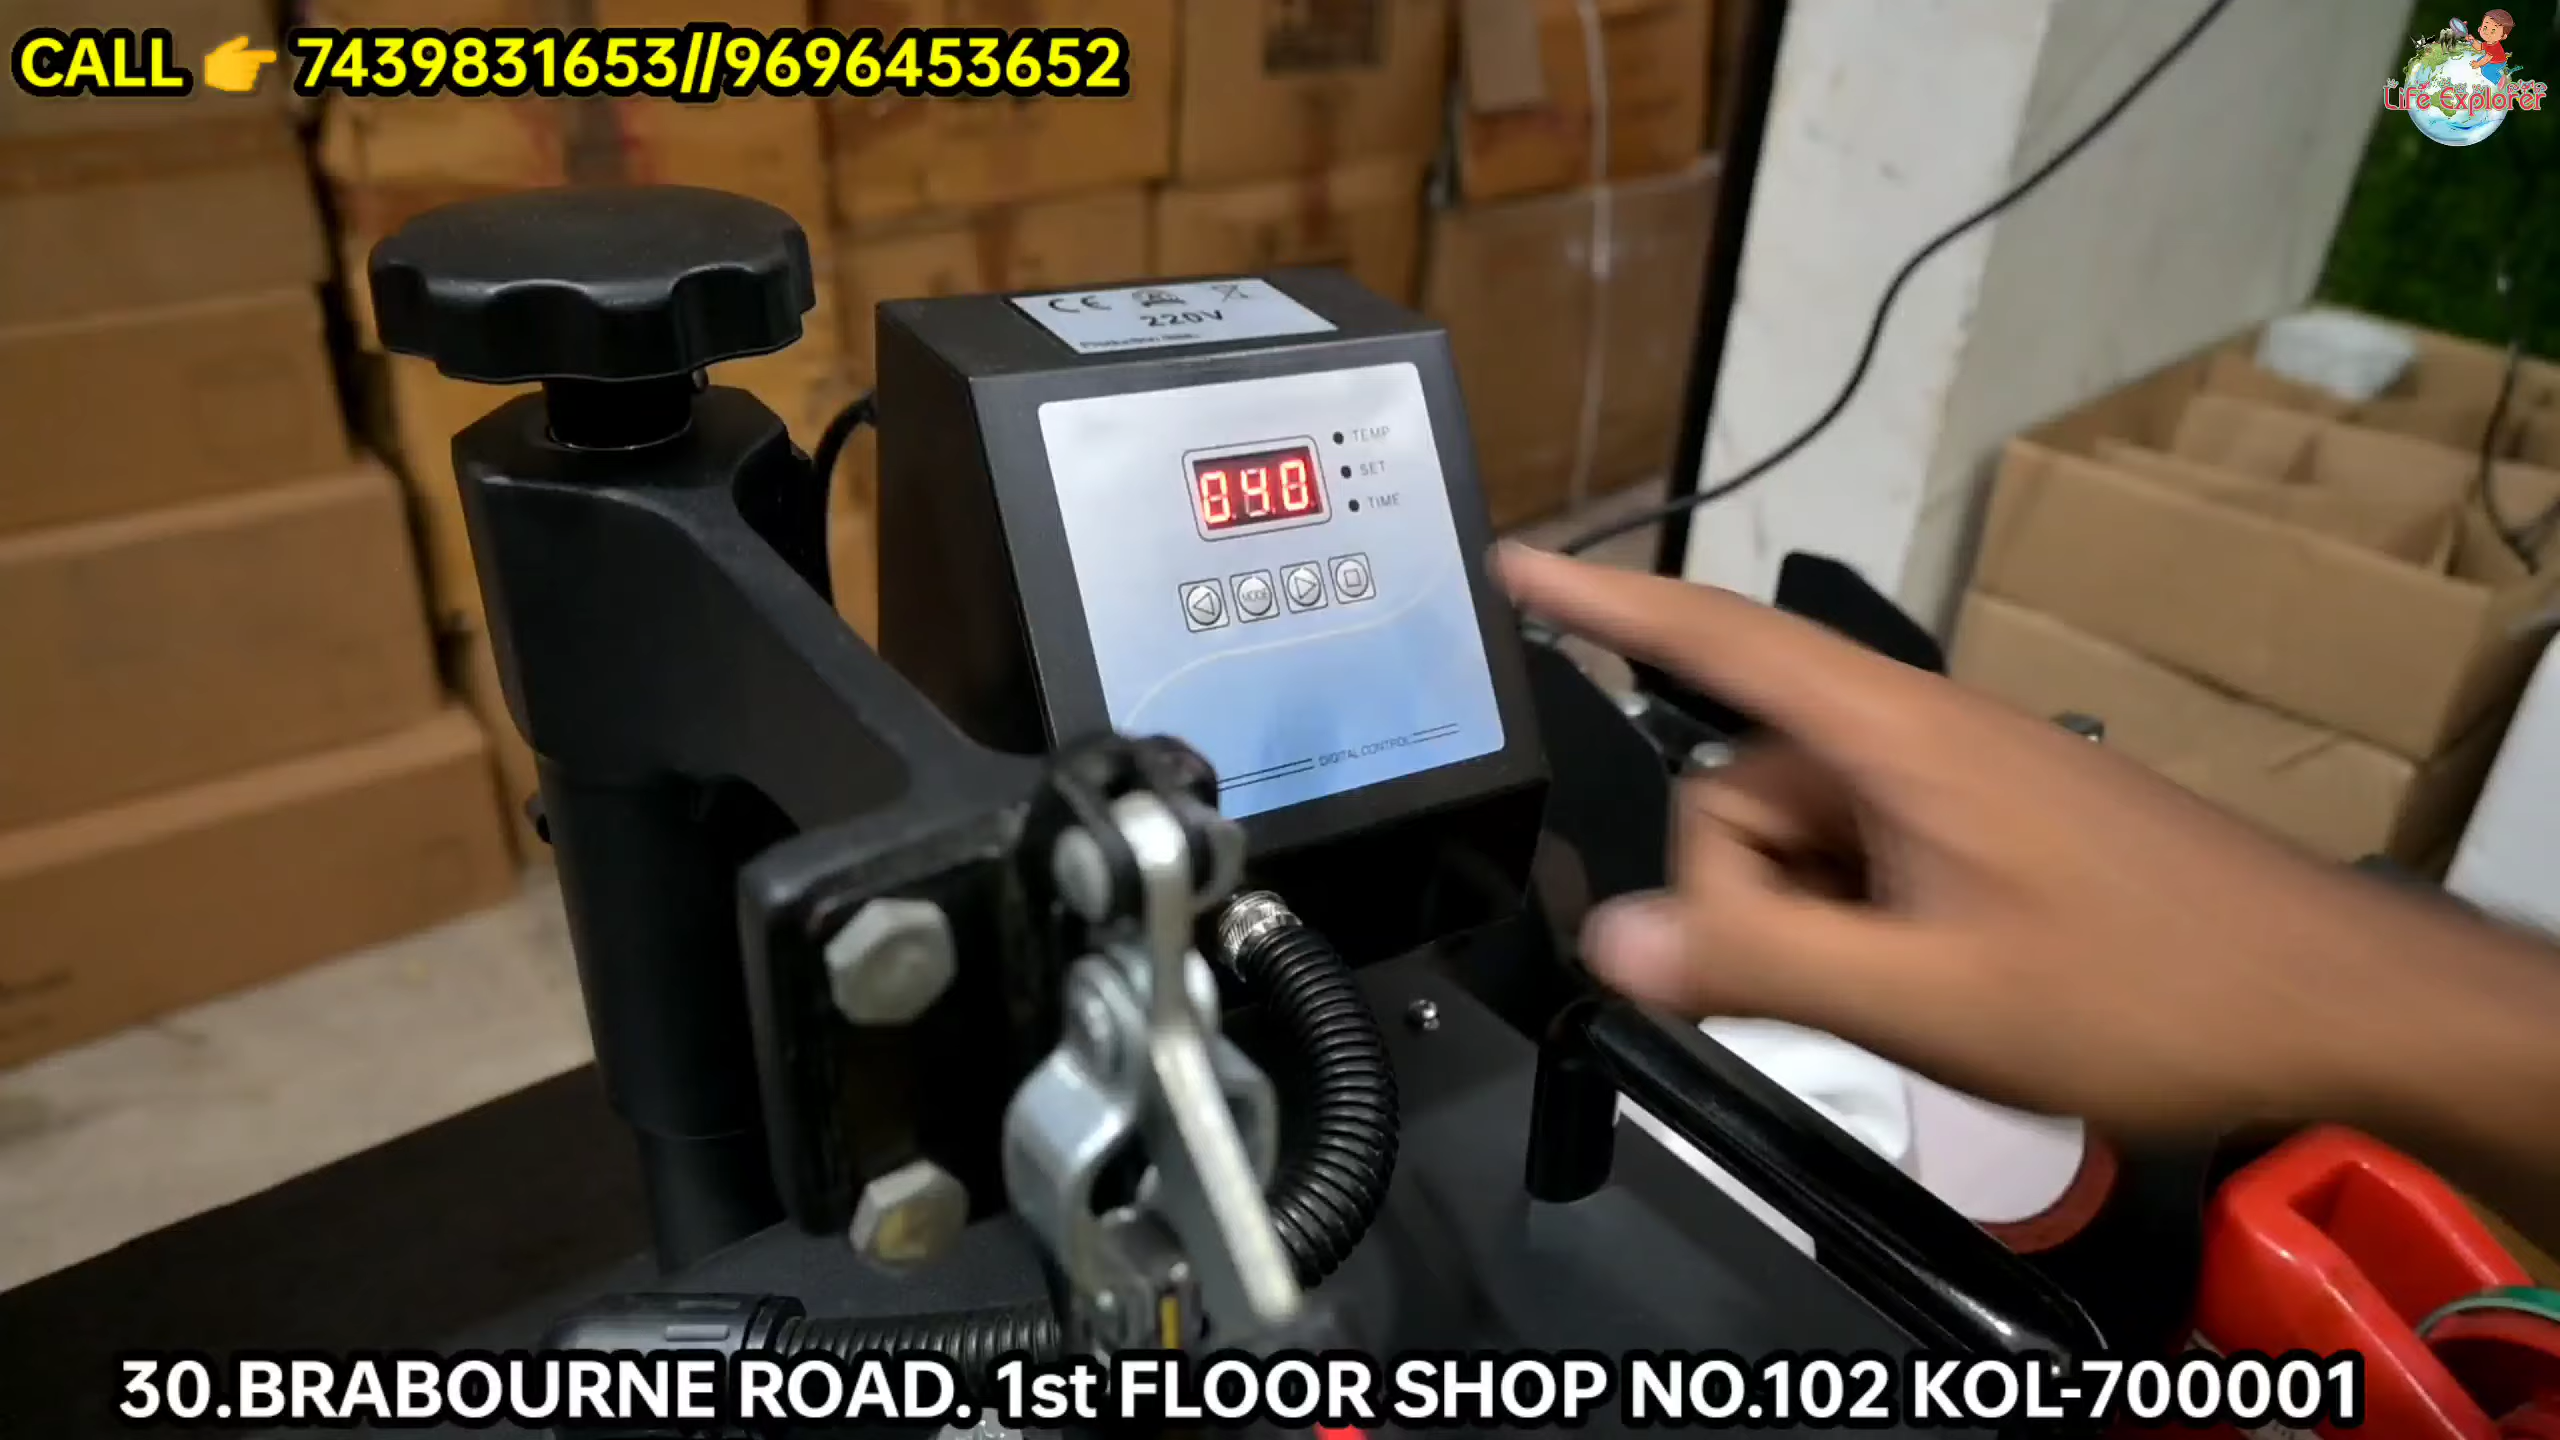 CALL 👉 7439831653//9696453652
Life Explorer
CE
220V
TEMP
SET
040
TIME
MODE
DIGITAL CONTROL
30.BRABOURNE ROAD. 1st FLOOR SHOP NO.102 KOL-700001